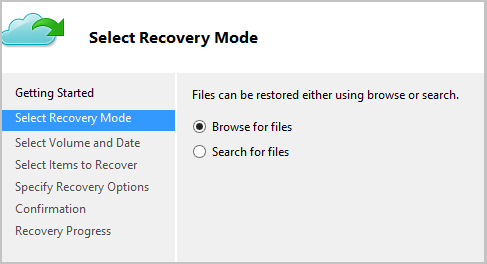 Select Recovery Mode
Getting Started
Select Recovery Mode
Select Volume and Date
Select Items to Recover
Specify Recovery Options
Confirmation
Recovery Progress
Files can be restored either using browse or search.
Browse for files
Search for files